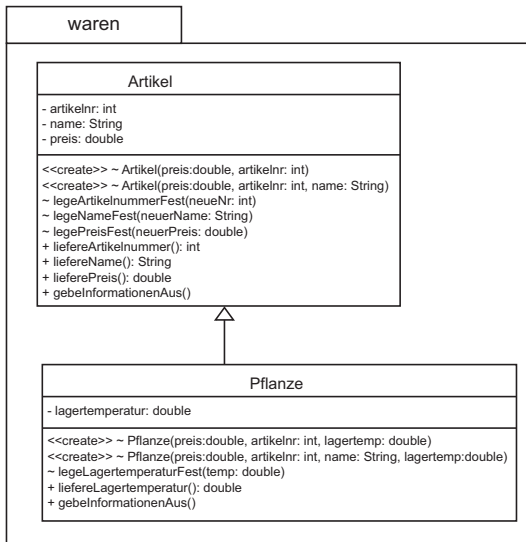 waren
Artikel
- artikelnr: int
- name: String
- preis: double
<<create>> ~ Artikel(preis:double, artikelnr: int)
<<create>> ~ Artikel(preis:double, artikelnr: int, name: String)
~ legeArtikelnummerFest(neueNr: int)
~ legeNameFest(neuerName: String)
~ legePreisFest(neuerPreis: double)
+ liefereArtikelnummer(): int
+ liefereName(): String
+ lieferePreis(): double
+ gebeInformationenAus()
Pflanze
- lagertemperatur: double
<<create>> ~ Pflanze(preis:double, artikelnr: int, lagertemp: double)
<<create>> ~ Pflanze(preis:double, artikelnr: int, name: String, lagertemp:double)
~ legeLagertemperaturFest(temp: double)
+ liefereLagertemperatur(): double
+ gebeInformationenAus()